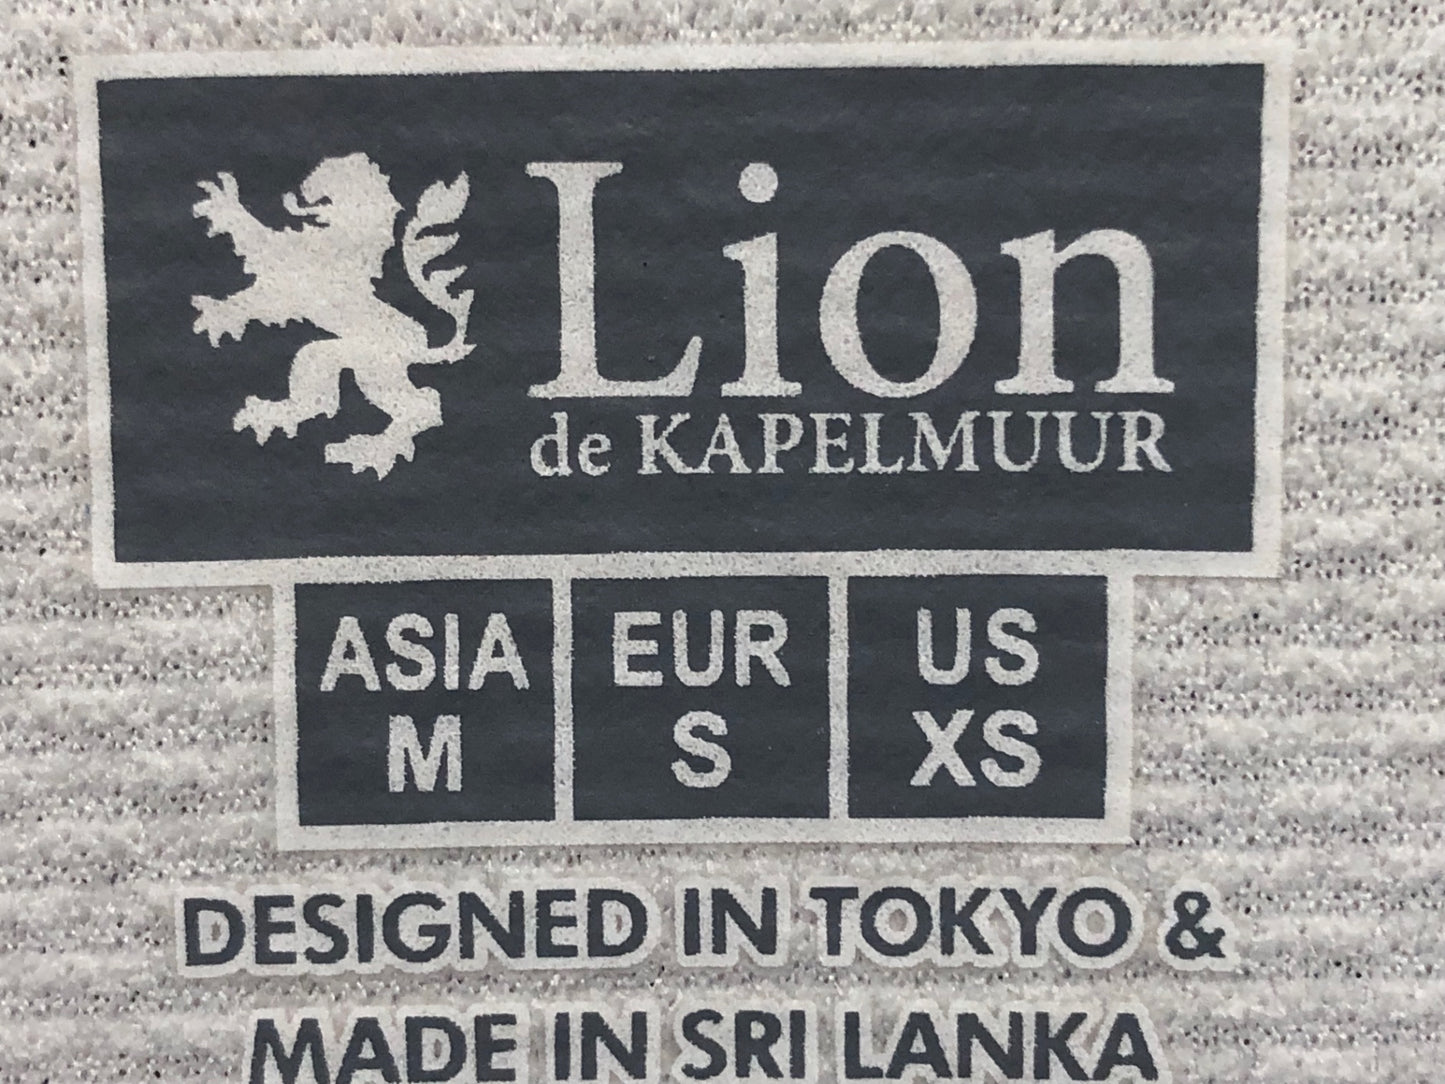 Lion
de KAPELMUUR
ASIA EUR US
M S XS
DESIGNED IN TOKYO &
MADE IN SRI LANKA